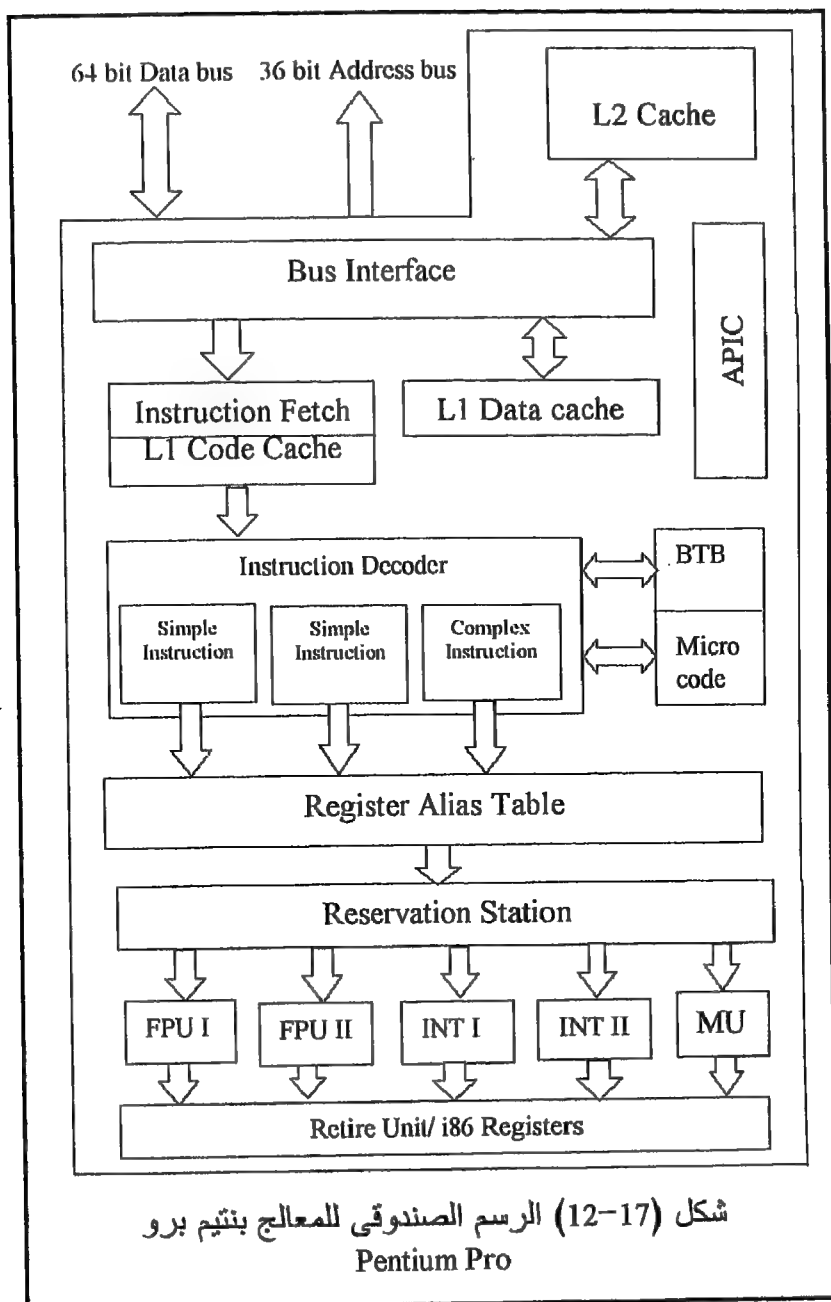 64 bit Data bus 36 bit Address bus
L2 Cache
Bus Interface
APIC
Instruction Fetch
L1 Code Cache
L1 Data cache
Instruction Decoder
Simple
Instruction
Simple
Instruction
Complex
Instruction
BTB
Micro
code
Register Alias Table
Reservation Station
FPU I
FPU II
INT I
INT II
MU
Retire Unit/ i86 Registers
شكل (17-12) الرسم الصندوقى للمعالج بنتيم برو
Pentium Pro